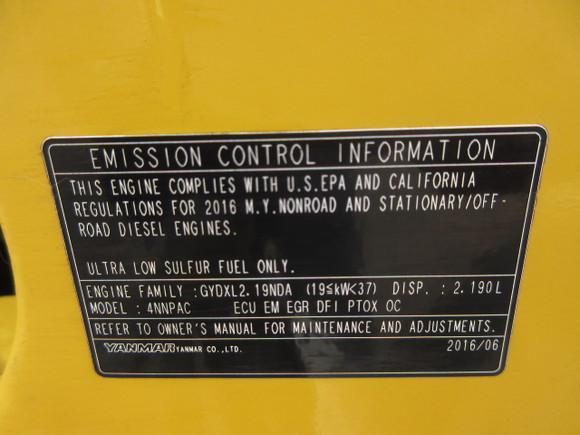 EMISSION CONTROL INFORMATION
THIS ENGINE COMPLIES WITH U.S.EPA AND CALIFORNIA
REGULATIONS FOR 2016 M.Y.NONROAD AND STATIONARY/OFF-
ROAD DIESEL ENGINES.
ULTRA LOW SULFUR FUEL ONLY.
ENGINE FAMILY :GYDXL2.19NDA (19≤kW<37) DISP. : 2.190L
MODEL : 4NNPAC ECU EM EGR DFI PTOX OC
REFER TO OWNER'S MANUAL FOR MAINTENANCE AND ADJUSTMENTS.
YANMAR YANMAR CO.,LTD. 2016/06